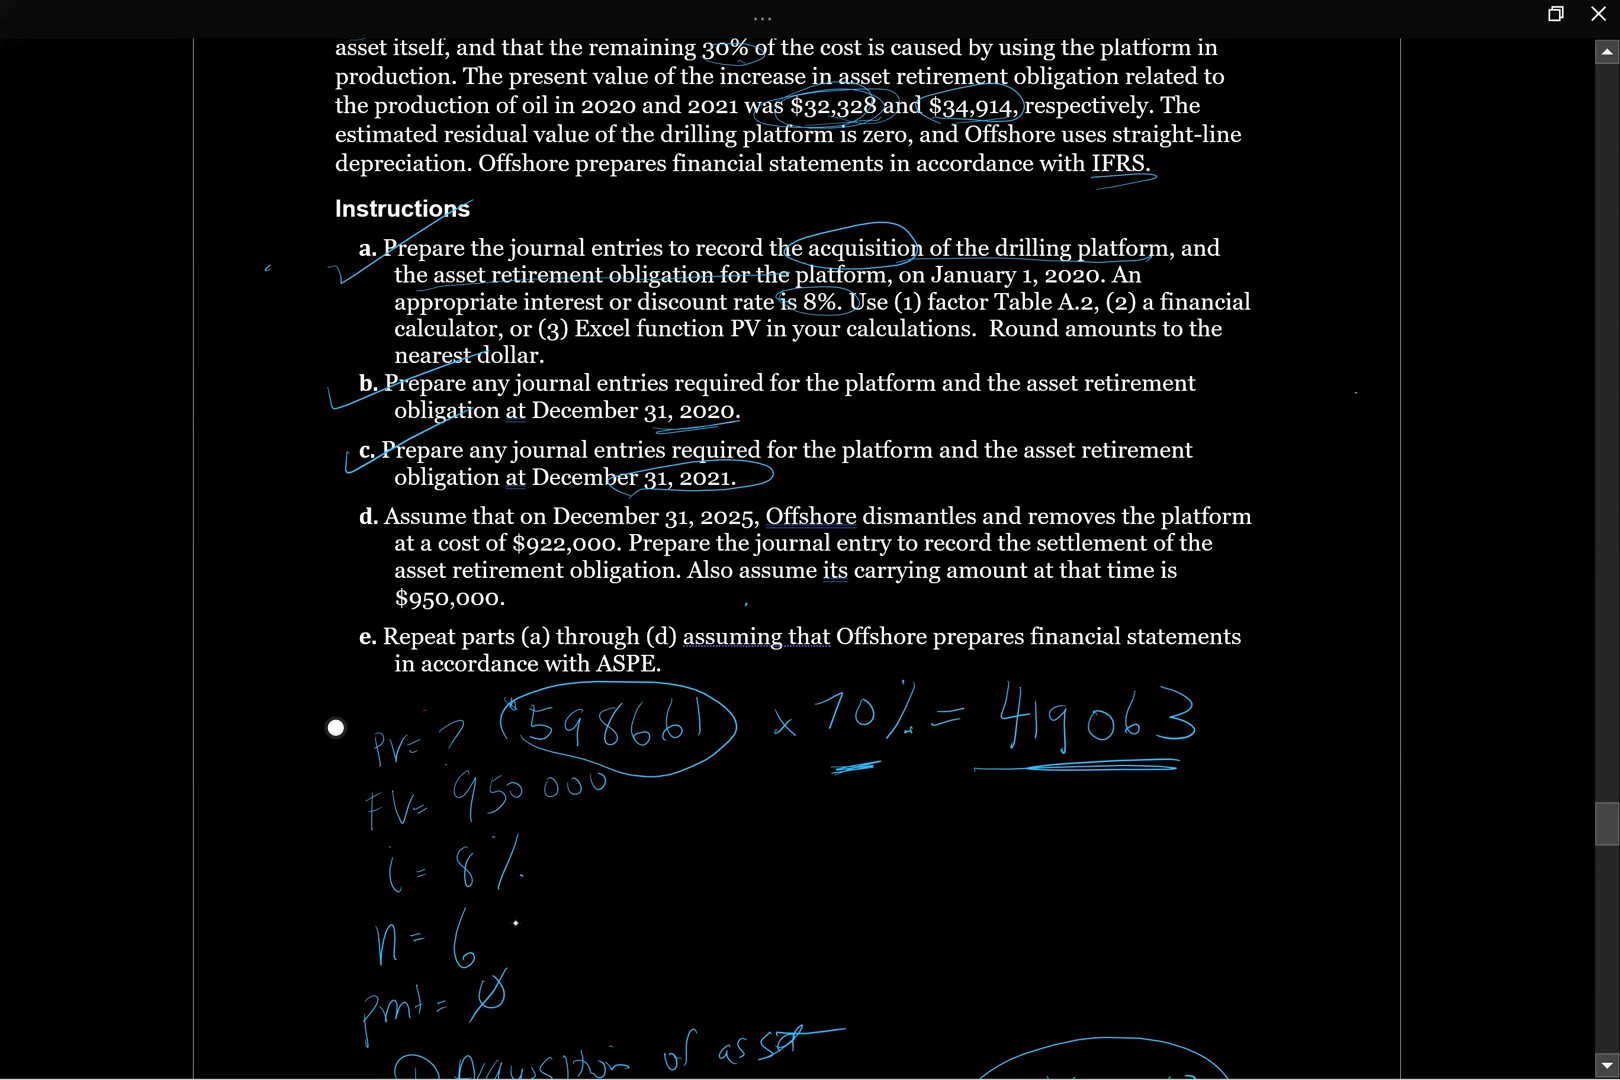 asset itself, and that the remaining 30% of the cost is caused by using the platform in
production. The present value of the increase in asset retirement obligation related to
the production of oil in 2020 and 2021 was $32,328 and $34,914, respectively. The
estimated residual value of the drilling platform is zero, and Offshore uses straight-line
depreciation. Offshore prepares financial statements in accordance with IFRS.
Instructions
a. Prepare the journal entries to record the acquisition of the drilling platform, and
the asset retirement obligation for the platform, on January 1, 2020. An
appropriate interest or discount rate is 8%. Use (1) factor Table A.2, (2) a financial
calculator, or (3) Excel function PV in your calculations. Round amounts to the
nearest dollar.
b. Prepare any journal entries required for the platform and the asset retirement
obligation at December 31, 2020.
c. Prepare any journal entries required for the platform and the asset retirement
obligation at December 31, 2021.
d. Assume that on December 31, 2025, Offshore dismantles and removes the platform
at a cost of $922,000. Prepare the journal entry to record the settlement of the
asset retirement obligation. Also assume its carrying amount at that time is
$950,000.
e. Repeat parts (a) through (d) assuming that Offshore prepares financial statements
in accordance with ASPE.
PV = ? 598661 x 70% = 419063
FV = 950 000
i = 8%
n = 6
pmt = 0
① Acquisition of asset